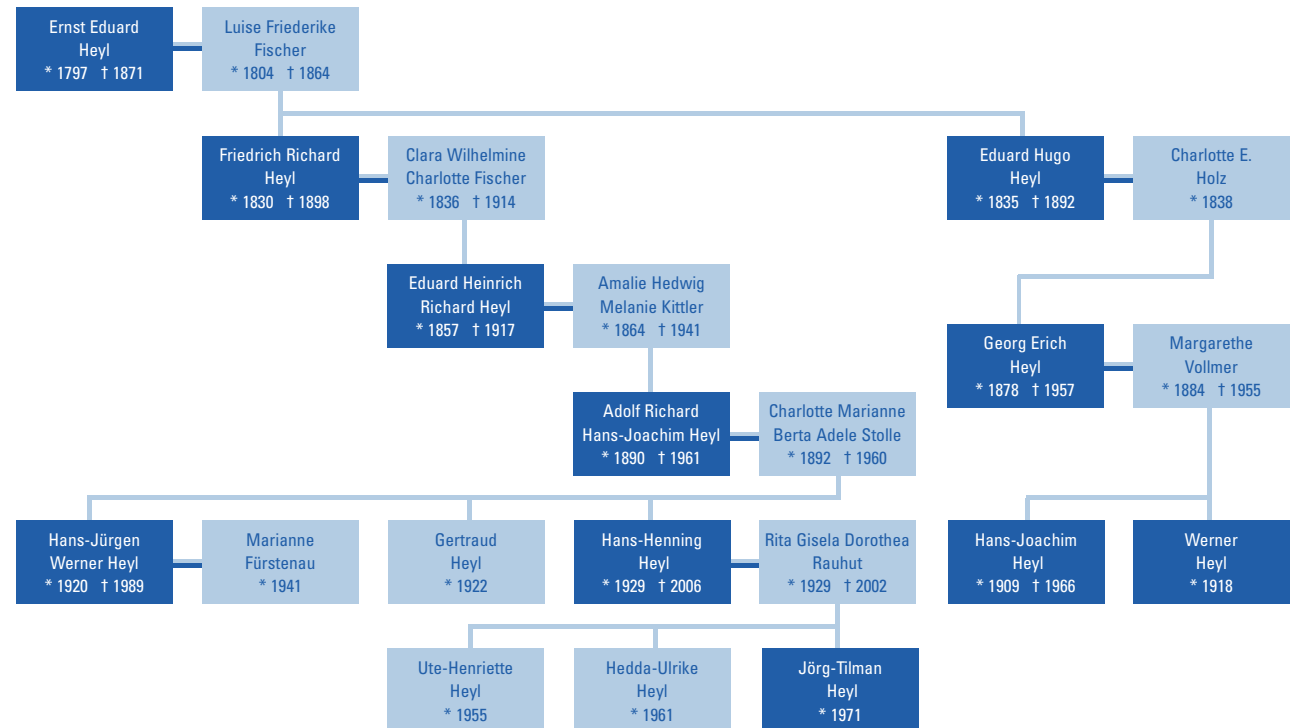 Ernst Eduard
Heyl
* 1797 † 1871
Luise Friederike
Fischer
* 1804 † 1864
Friedrich Richard
Heyl
* 1830 † 1898
Clara Wilhelmine
Charlotte Fischer
* 1836 † 1914
Eduard Hugo
Heyl
* 1835 † 1892
Charlotte E.
Holz
* 1838
Eduard Heinrich
Richard Heyl
* 1857 † 1917
Amalie Hedwig
Melanie Kittler
* 1864 † 1941
Georg Erich
Heyl
* 1878 † 1957
Margarethe
Vollmer
* 1884 † 1955
Adolf Richard
Hans-Joachim Heyl
* 1890 † 1961
Charlotte Marianne
Berta Adele Stolle
* 1892 † 1960
Hans-Jürgen
Werner Heyl
* 1920 † 1989
Marianne
Fürstenau
* 1941
Gertraud
Heyl
* 1922
Hans-Henning
Heyl
* 1929 † 2006
Rita Gisela Dorothea
Rauhut
* 1929 † 2002
Hans-Joachim
Heyl
* 1909 † 1966
Werner
Heyl
* 1918
Ute-Henriette
Heyl
* 1955
Hedda-Ulrike
Heyl
* 1961
Jörg-Tilman
Heyl
* 1971